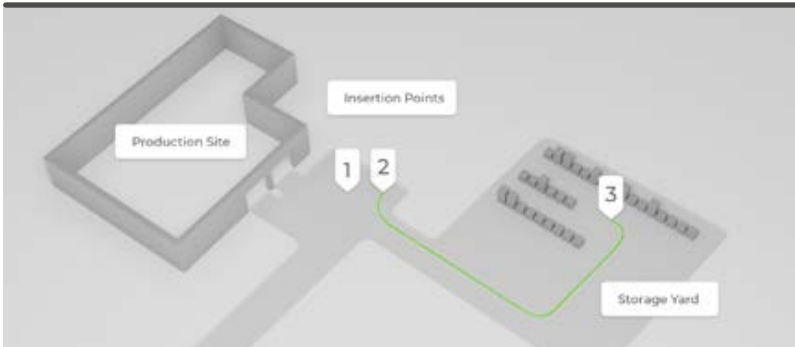 Insertion Points
Production Site
1
2
3
Storage Yard